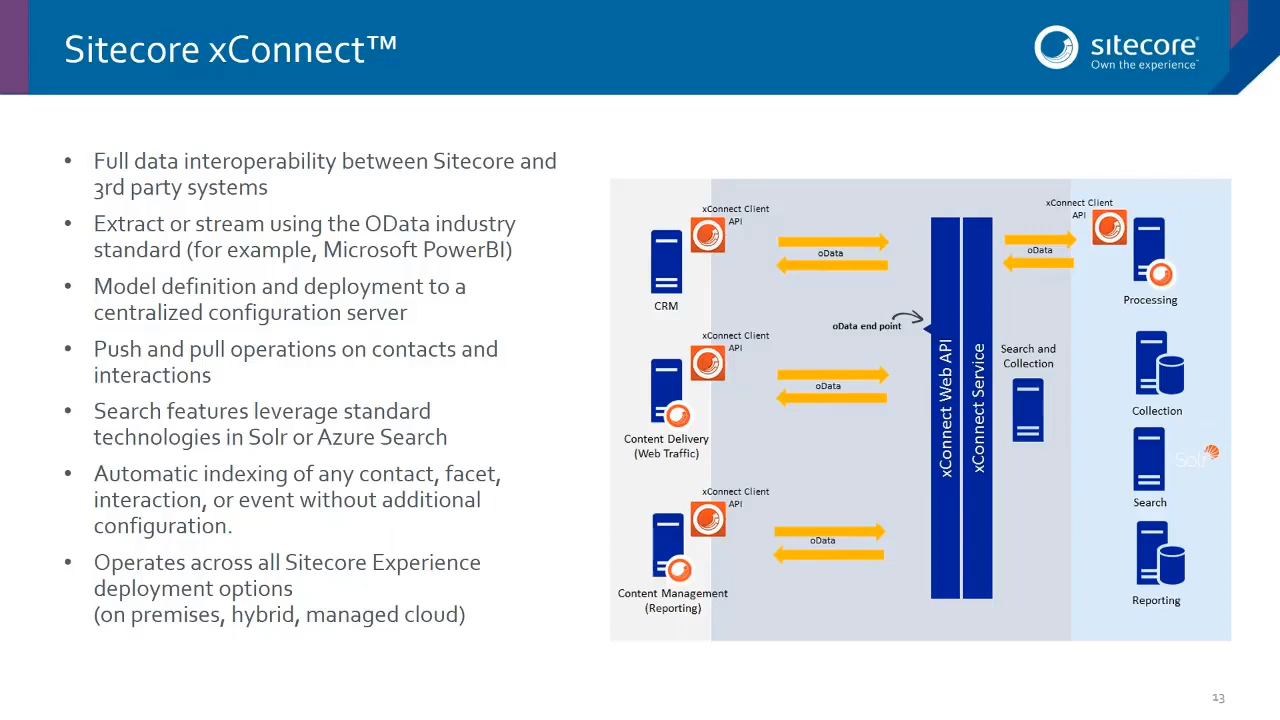 Sitecore xConnect™
sitecore®
Own the experience™
• Full data interoperability between Sitecore and
3rd party systems
• Extract or stream using the OData industry
standard (for example, Microsoft PowerBI)
• Model definition and deployment to a
centralized configuration server
• Push and pull operations on contacts and
interactions
• Search features leverage standard
technologies in Solr or Azure Search
• Automatic indexing of any contact, facet,
interaction, or event without additional
configuration.
• Operates across all Sitecore Experience
deployment options
(on premises, hybrid, managed cloud)
xConnect Client
API
CRM
oData
xConnect Client
API
Content Delivery
(Web Traffic)
oData
xConnect Client
API
Content Management
(Reporting)
oData
oData end point
xConnect Web API
xConnect Service
Search and
Collection
oData
xConnect Client
API
Processing
Collection
Solr
Search
Reporting
13